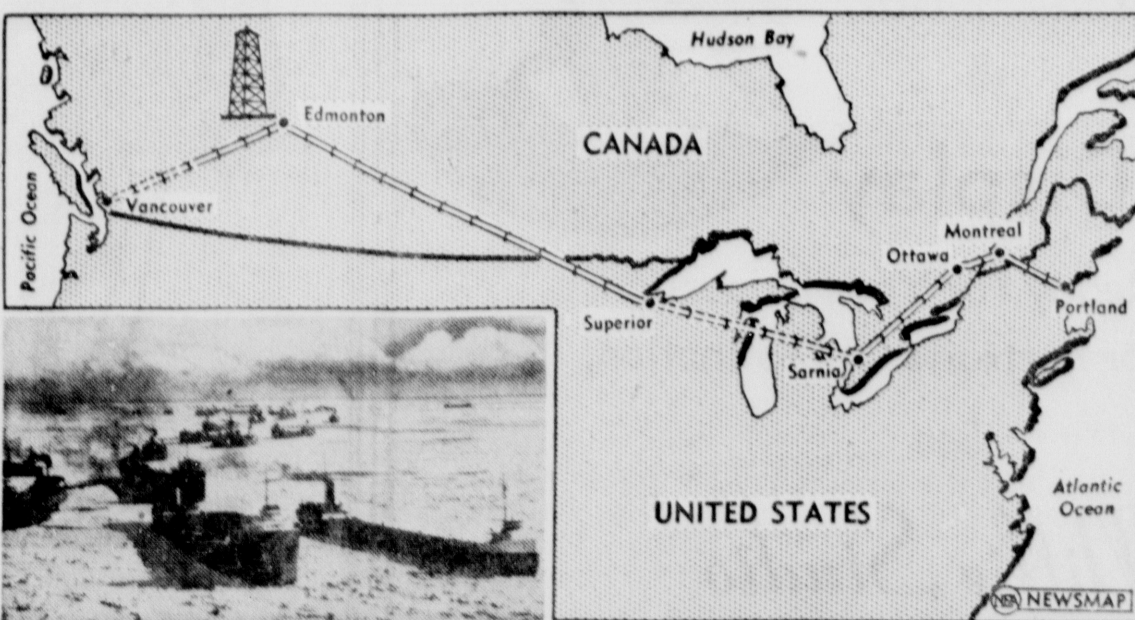 Hudson Bay
Edmonton
CANADA
Pacific Ocean
Vancouver
Montreal
Ottawa
Superior
Portland
Sarnia
UNITED STATES
Atlantic
Ocean
NEA NEWSMAP